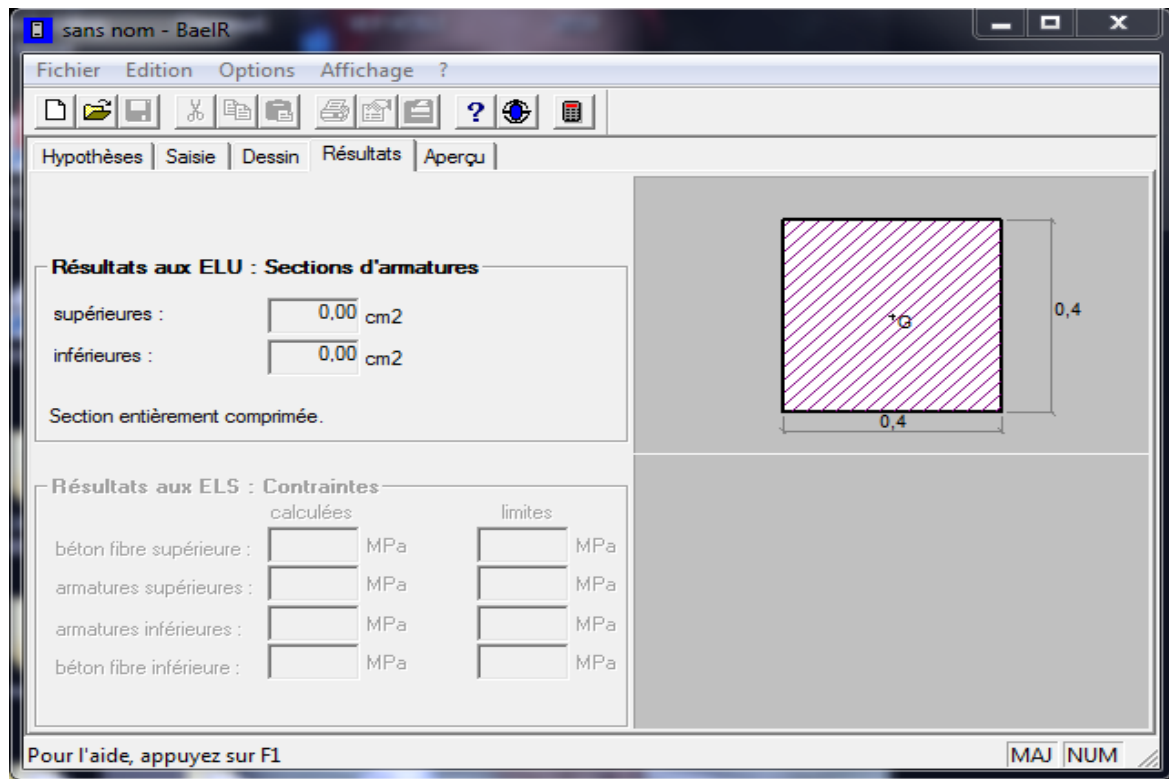 sans nom - BaelR
Fichier Edition Options Affichage ?
Hypothèses Saisie Dessin Résultats Aperçu
Résultats aux ELU : Sections d'armatures
supérieures : 0,00 cm2
inférieures : 0,00 cm2
Section entièrement comprimée.
G
0,4
0,4
Résultats aux ELS : Contraintes
calculées limites
béton fibre supérieure : MPa MPa
armatures supérieures : MPa MPa
armatures inférieures : MPa MPa
béton fibre inférieure : MPa MPa
Pour l'aide, appuyez sur F1
MAJ NUM